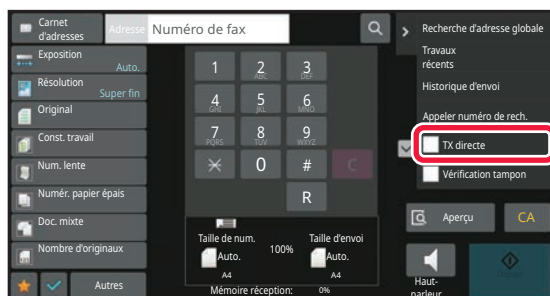 Carnet
d'adresses
Adresse
Numéro de fax
Exposition
Auto.
Résolution
Super fin
Original
Const. travail
Num. lente
Numér. papier
épais
Doc. mixte
Nombre d'originaux
Autres
1
2
ABC
3
DEF
4
GHI
5
JKL
6
MNO
7
PQRS
8
TUV
9
WXYZ
0
#
C
R
Taille de
num.
100%
Taille d'envoi
Auto.
Auto.
A4
A4
Mémoire réception:
0%
Recherche d'adresse globale
Travaux
récents
Historique d'envoi
Appeler numéro de rech.
TX directe
Vérification tampon
Aperçu
CA
Haut-
parleur